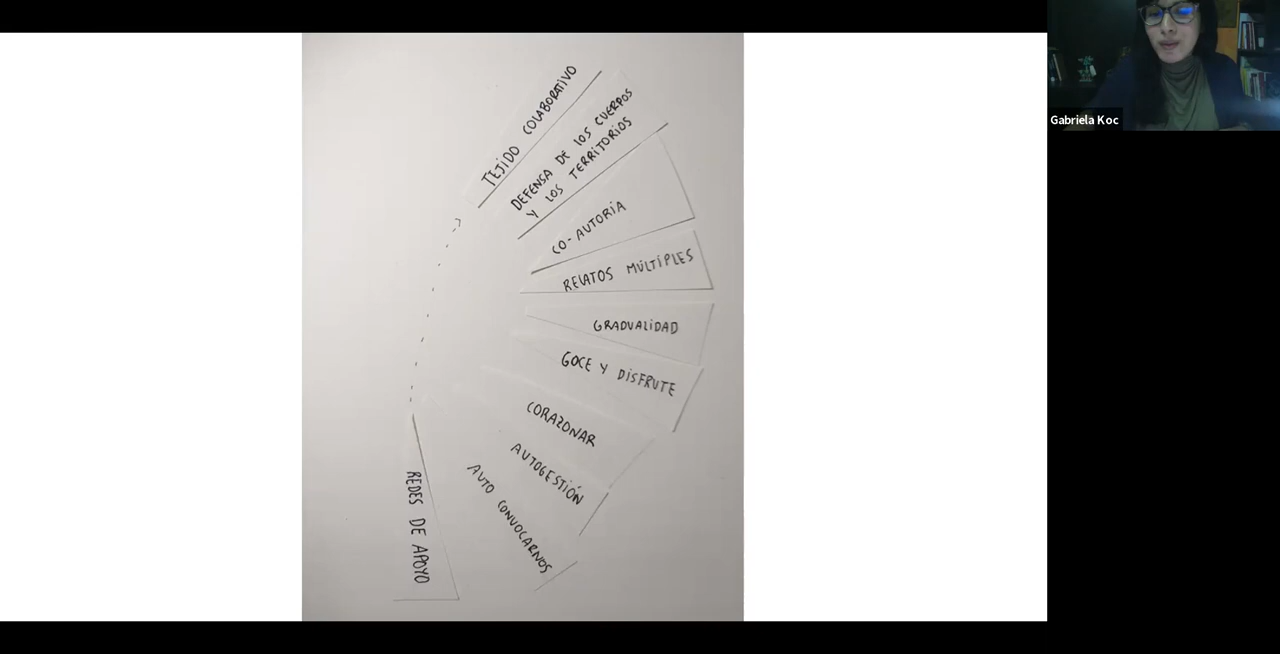 TEJIDO COLABORATIVO
DEFENSA DE LOS CUERPOS
Y LOS TERRITORIOS
CO-AUTORÍA
RELATOS MÚLTIPLES
GRADUALIDAD
GOCE Y DISFRUTE
CORAZONAR
AUTOGESTIÓN
AUTO CONVOCARNOS
REDES DE APOYO
Gabriela Koc